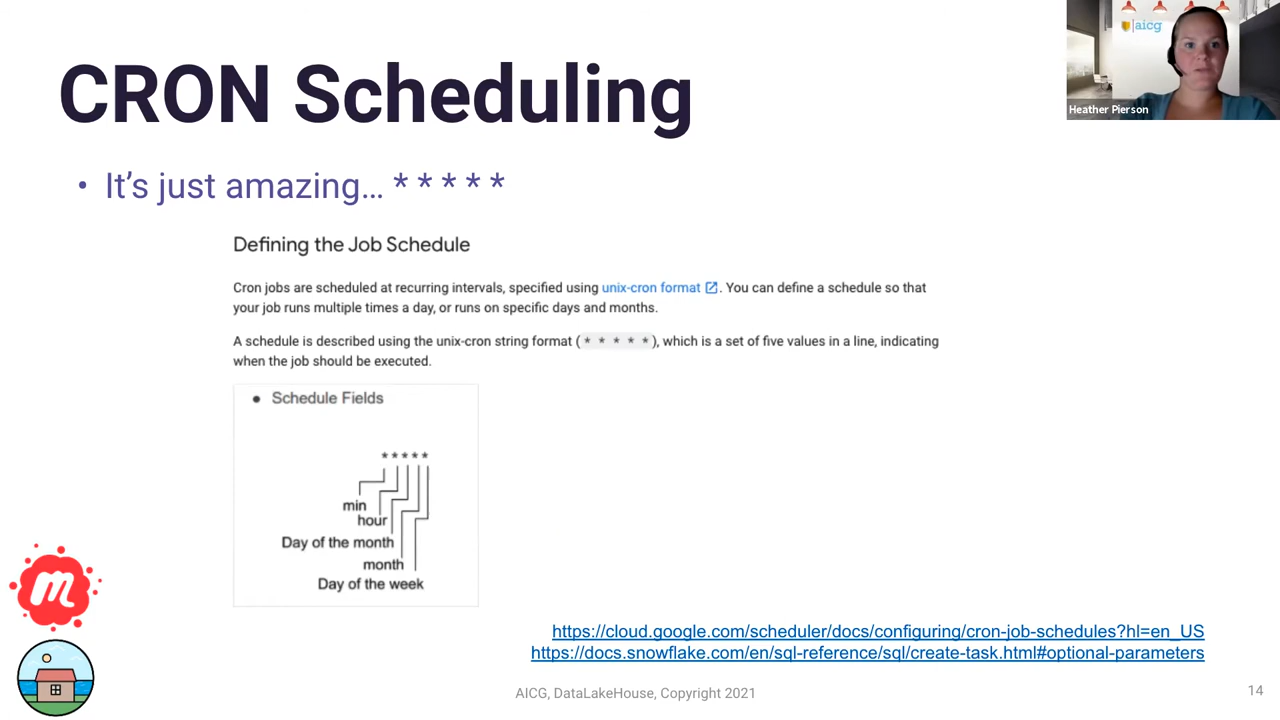 aicg
Heather Pierson
CRON Scheduling
• It’s just amazing… * * * * *
Defining the Job Schedule
Cron jobs are scheduled at recurring intervals, specified using unix-cron format. You can define a schedule so that
your job runs multiple times a day, or runs on specific days and months.
A schedule is described using the unix-cron string format ( * * * * * ), which is a set of five values in a line, indicating
when the job should be executed.
• Schedule Fields
* * * * *
min
hour
Day of the month
month
Day of the week
m
https://cloud.google.com/scheduler/docs/configuring/cron-job-schedules?hl=en_US
https://docs.snowflake.com/en/sql-reference/sql/create-task.html#optional-parameters
AICG, DataLakeHouse, Copyright 2021
14